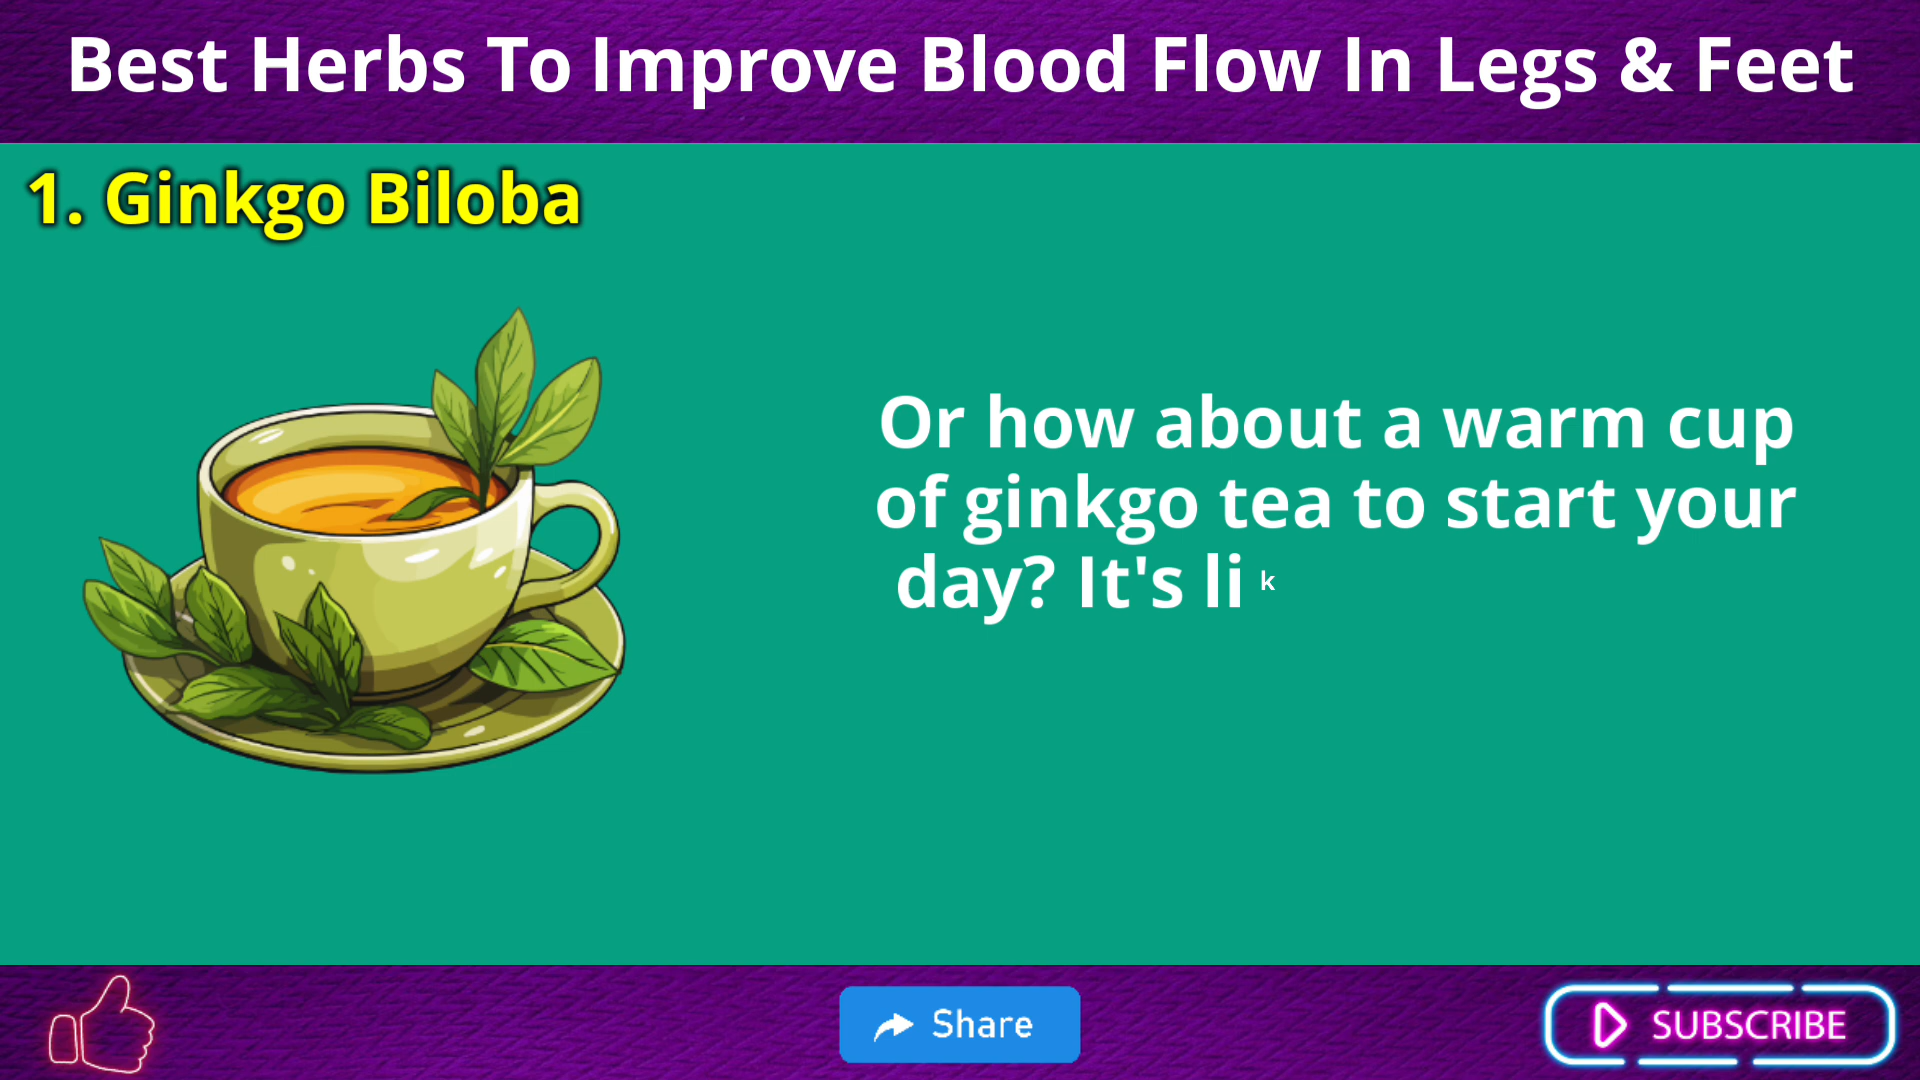 Best Herbs To Improve Blood Flow In Legs & Feet
1. Ginkgo Biloba
Or how about a warm cup
of ginkgo tea to start your
day? It's lik
Share
SUBSCRIBE